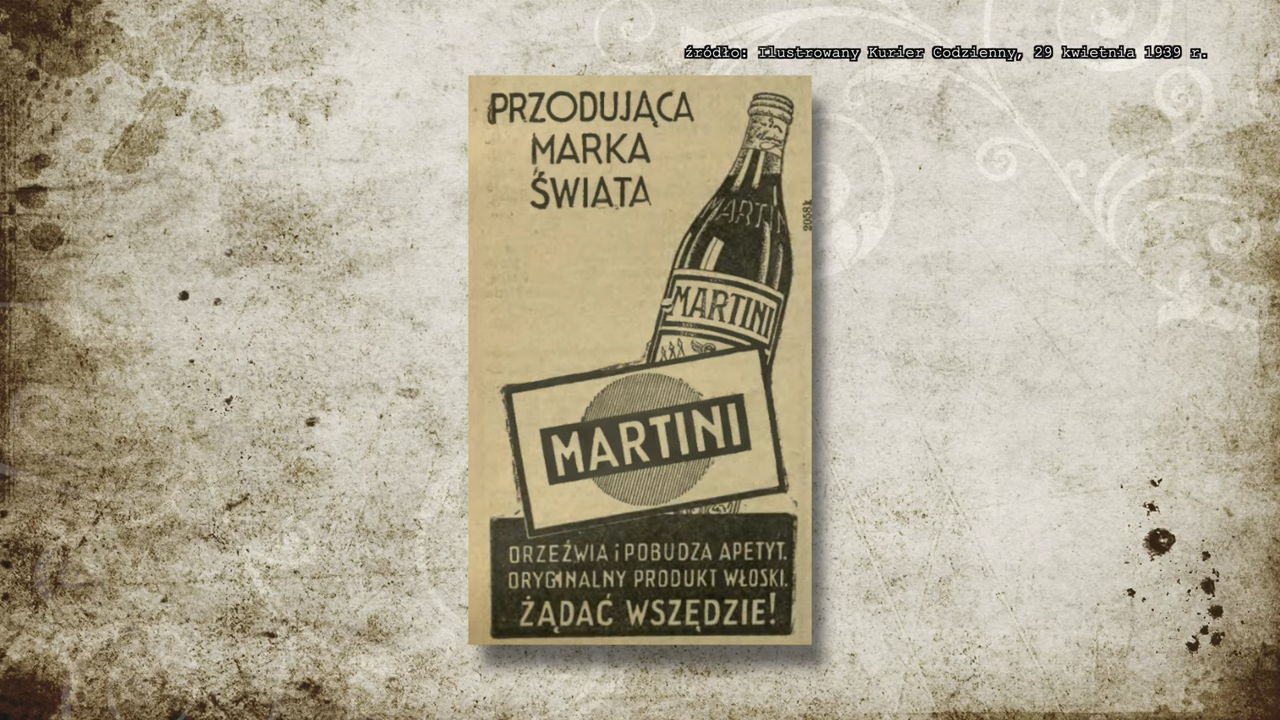 źródło: Ilustrowany Kurier Codzienny, 29 kwietnia 1939 r.
PRZODUJĄCA
MARKA
ŚWIATA
MARTINI
2058k
MARTINI
MARTINI
ORZEŹWIA i POBUDZA APETYT.
ORYGINALNY PRODUKT WŁOSKI.
ŻĄDAĆ WSZĘDZIE!